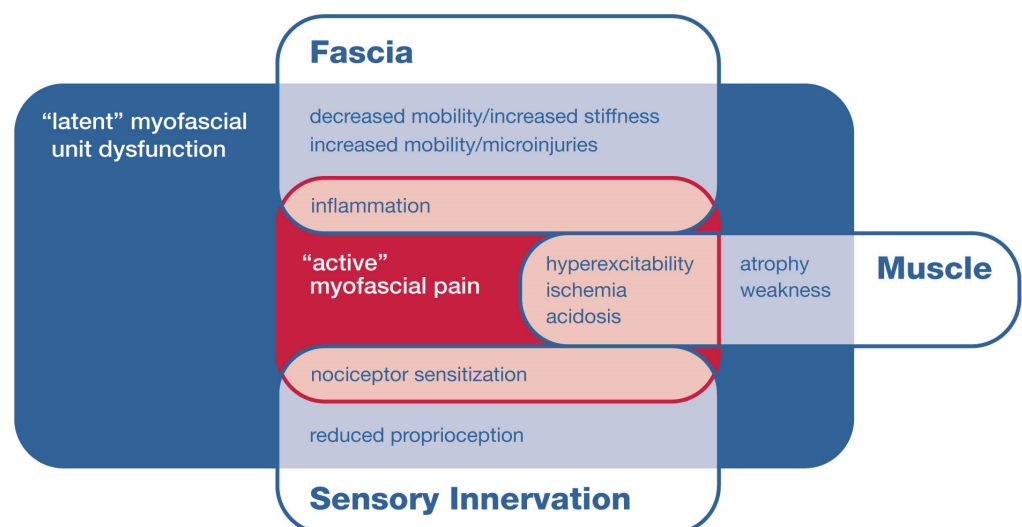 Fascia
“latent” myofascial
unit dysfunction
decreased mobility/increased stiffness
increased mobility/microinjuries
inflammation
“active”
myofascial pain
hyperexcitability
ischemia
acidosis
atrophy
weakness
Muscle
nociceptor sensitization
reduced proprioception
Sensory Innervation